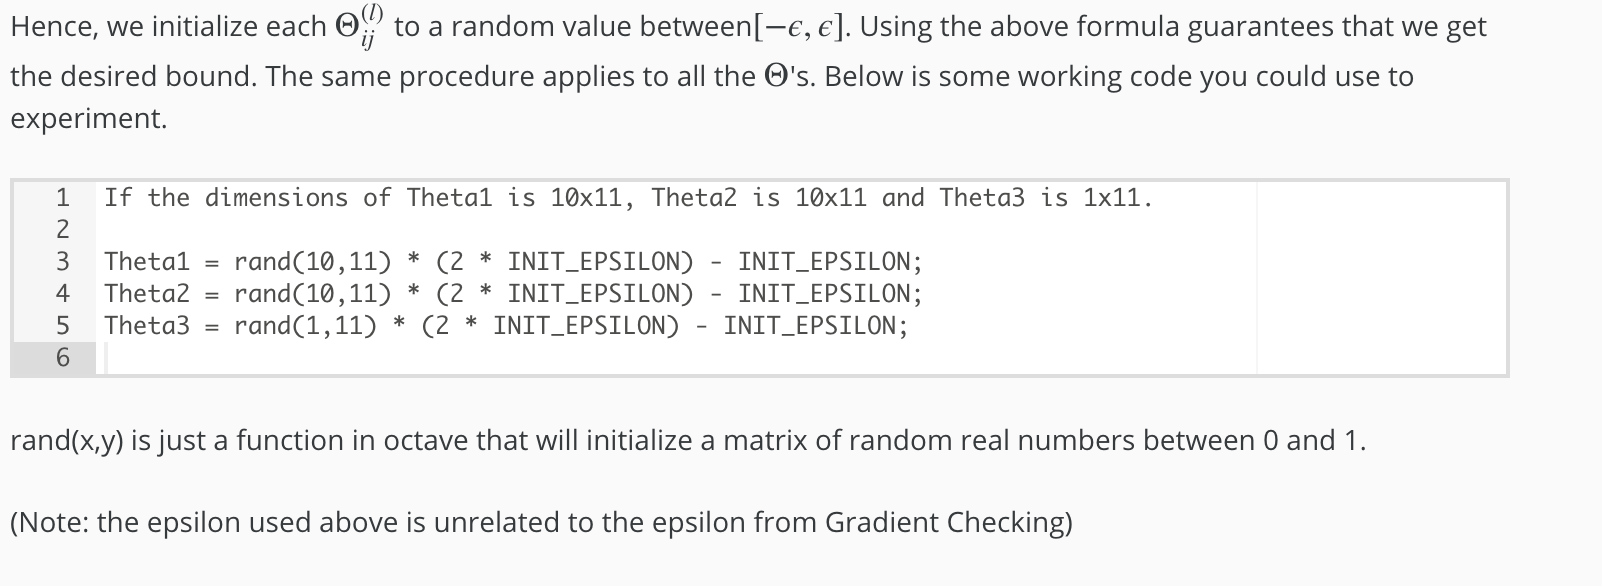 Hence, we initialize each Θ_{ij}^{(l)} to a random value between[−ϵ, ϵ]. Using the above formula guarantees that we get
the desired bound. The same procedure applies to all the Θ's. Below is some working code you could use to
experiment.
1 If the dimensions of Theta1 is 10x11, Theta2 is 10x11 and Theta3 is 1x11.
2
3 Theta1 = rand(10,11) * (2 * INIT_EPSILON) - INIT_EPSILON;
4 Theta2 = rand(10,11) * (2 * INIT_EPSILON) - INIT_EPSILON;
5 Theta3 = rand(1,11) * (2 * INIT_EPSILON) - INIT_EPSILON;
6
rand(x,y) is just a function in octave that will initialize a matrix of random real numbers between 0 and 1.
(Note: the epsilon used above is unrelated to the epsilon from Gradient Checking)